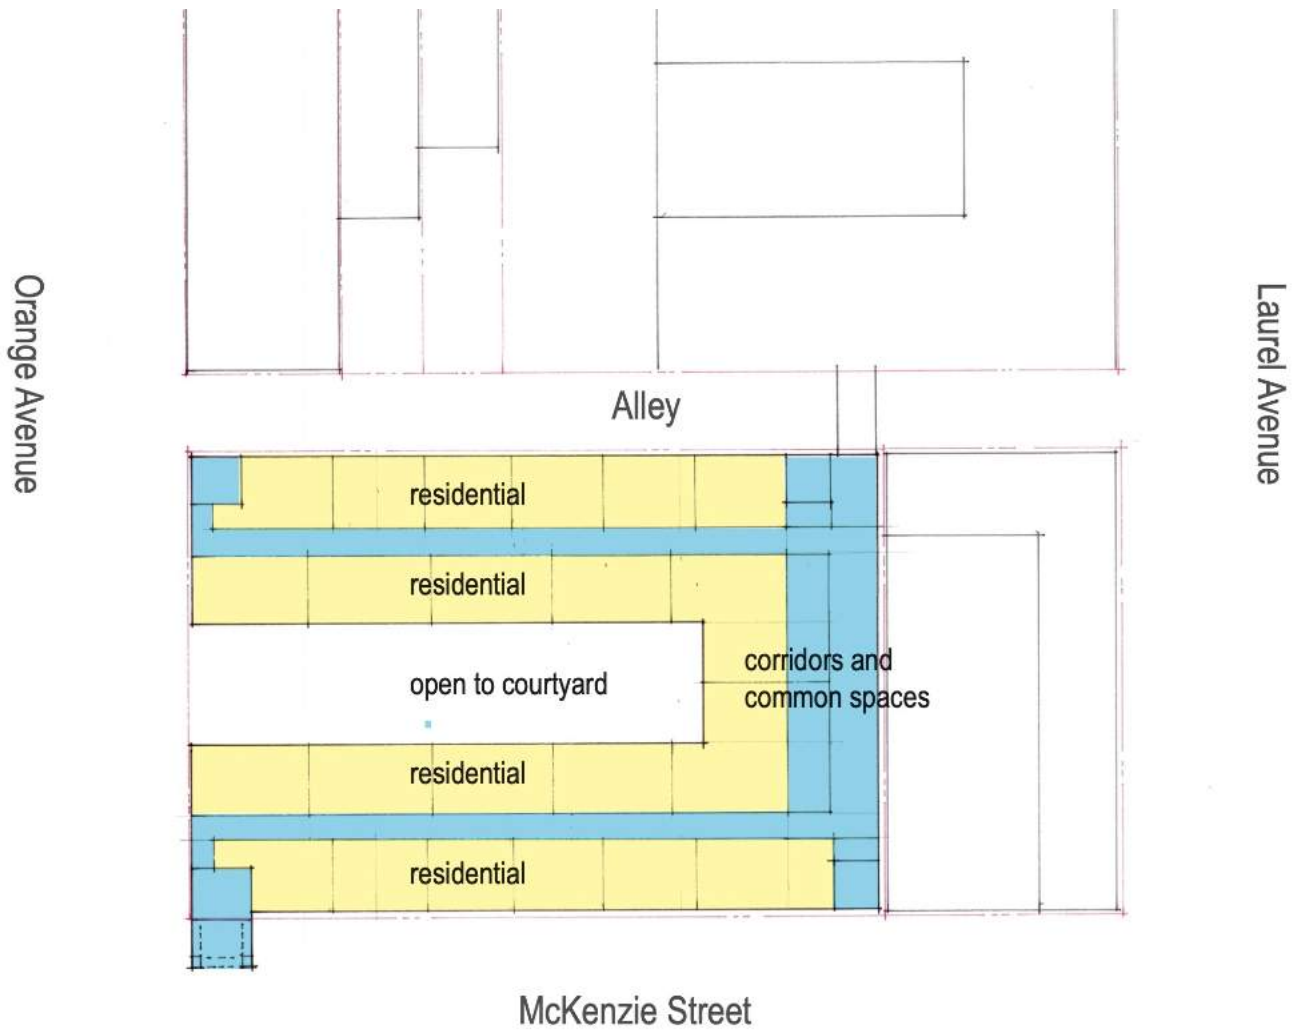 Orange Avenue
Laurel Avenue
Alley
residential
residential
open to courtyard
corridors and
common spaces
residential
residential
McKenzie Street